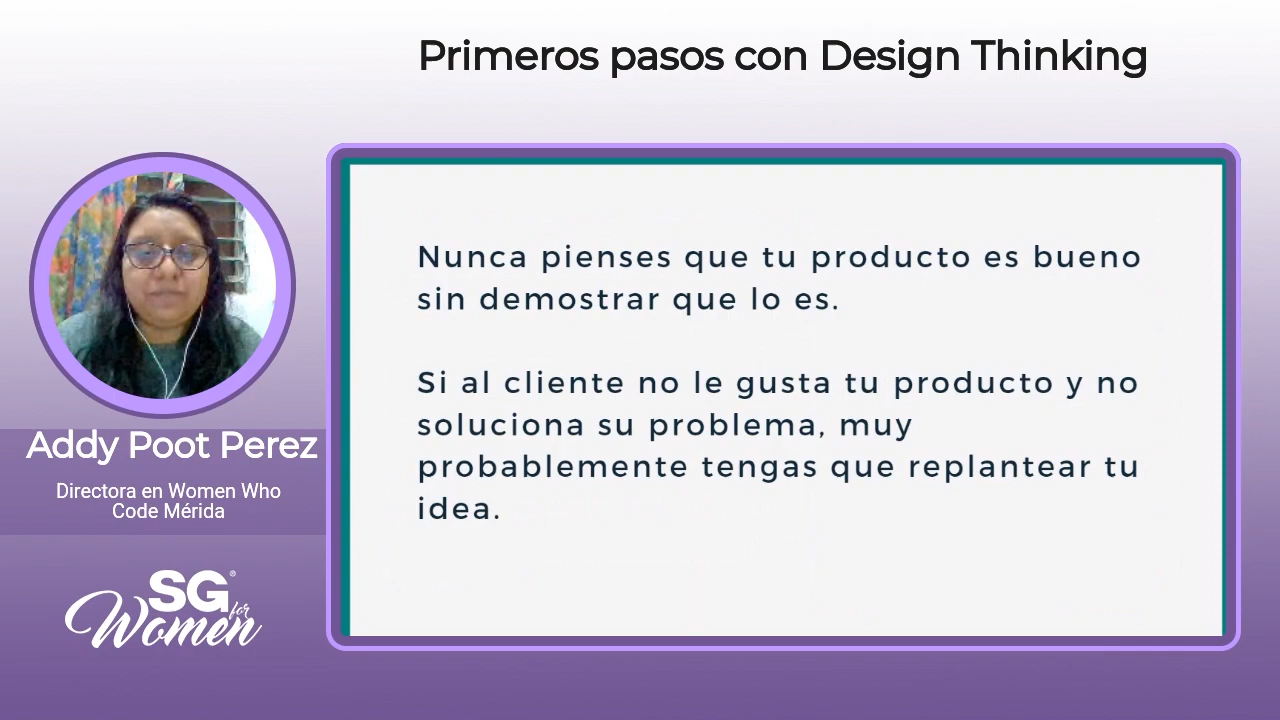 Primeros pasos con Design Thinking
Nunca pienses que tu producto es bueno
sin demostrar que lo es.
Si al cliente no le gusta tu producto y no
soluciona su problema, muy
probablemente tengas que replantear tu
idea.
Addy Poot Perez
Directora en Women Who
Code Mérida
SG®
for
Women